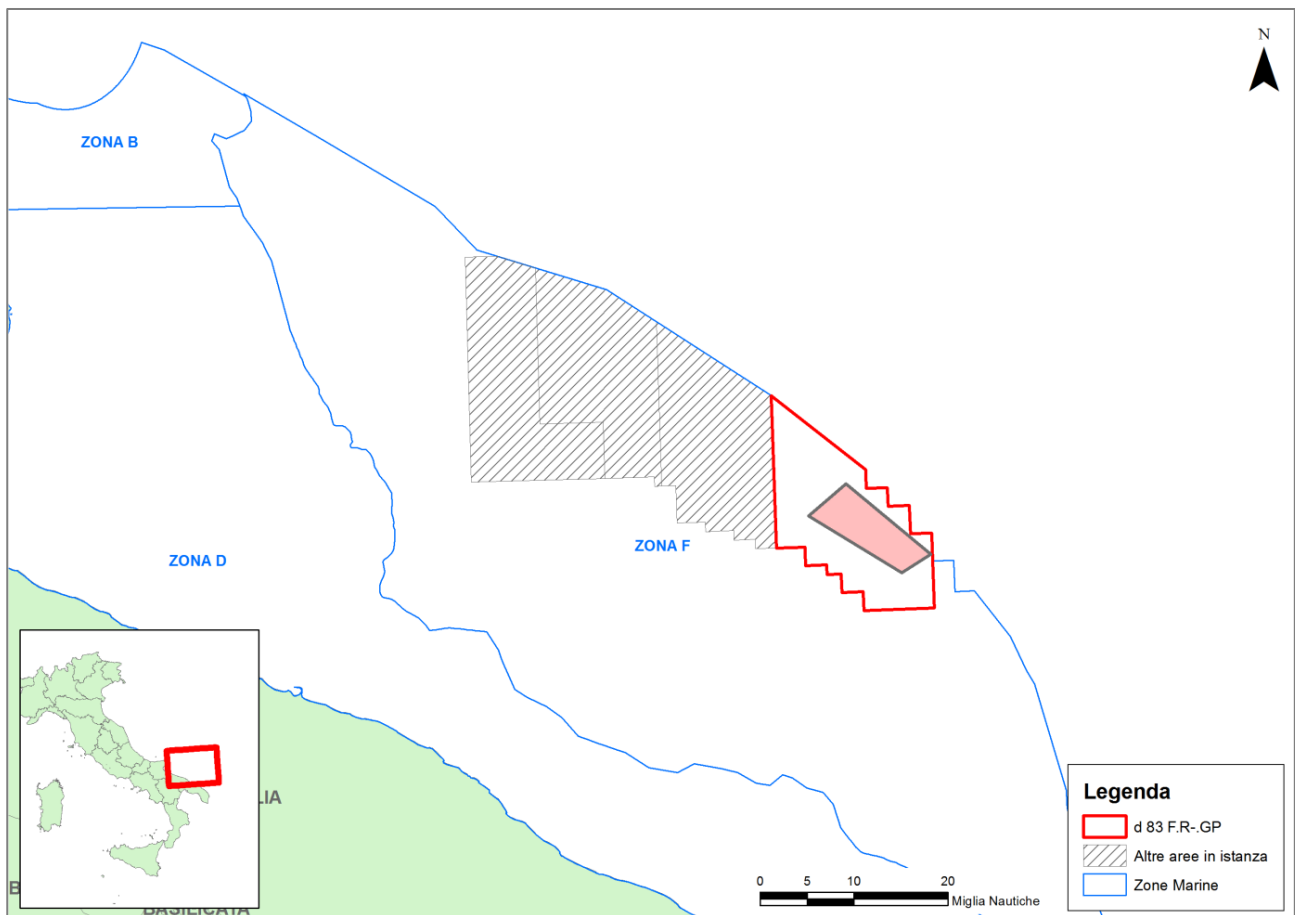 N
ZONA B
ZONA F
ZONA D
LIA
B
BASILICATA
0 5 10 20
Miglia Nautiche
Legenda
d 83 F.R-.GP
Altre aree in istanza
Zone Marine